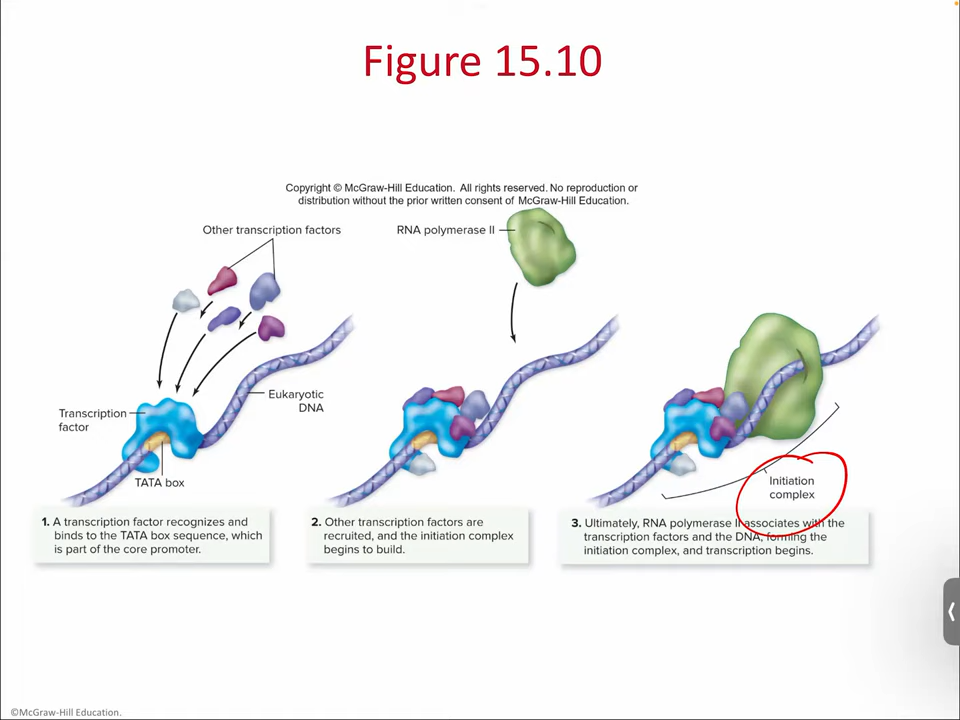 Figure 15.10
Copyright © McGraw-Hill Education. All rights reserved. No reproduction or
distribution without the prior written consent of McGraw-Hill Education.
Other transcription factors
RNA polymerase II
Eukaryotic
DNA
Transcription
factor
TATA box
Initiation
complex
1. A transcription factor recognizes and
binds to the TATA box sequence, which
is part of the core promoter.
2. Other transcription factors are
recruited, and the initiation complex
begins to build.
3. Ultimately, RNA polymerase II associates with the
transcription factors and the DNA, forming the
initiation complex, and transcription begins.
©McGraw-Hill Education.